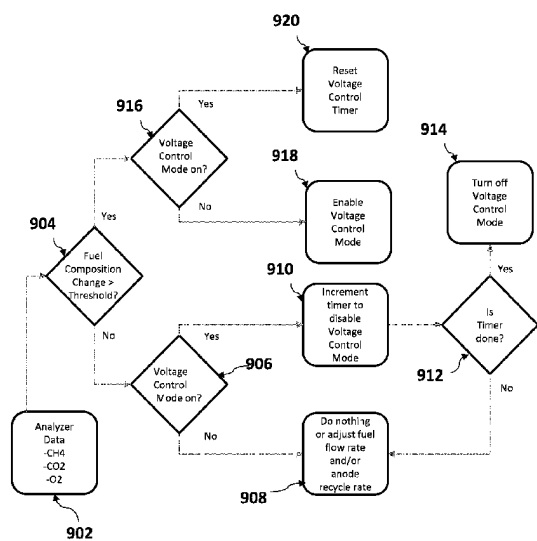 920
Reset
Voltage
Control
Timer
916
Yes
Voltage
Control
Mode on?
No
918
Enable
Voltage
Control
Mode
914
Turn off
Voltage
Control
Mode
904
Yes
Fuel
Composition
Change >
Threshold?
No
910
Increment
timer to
disable
Voltage
Control
Mode
Yes
Is
Timer
done?
912
No
Yes
906
Voltage
Control
Mode on?
No
Do nothing
or adjust fuel
flow rate
and/or
anode
recycle rate
908
Analyzer
Data
-CH4
-CO2
-O2
902